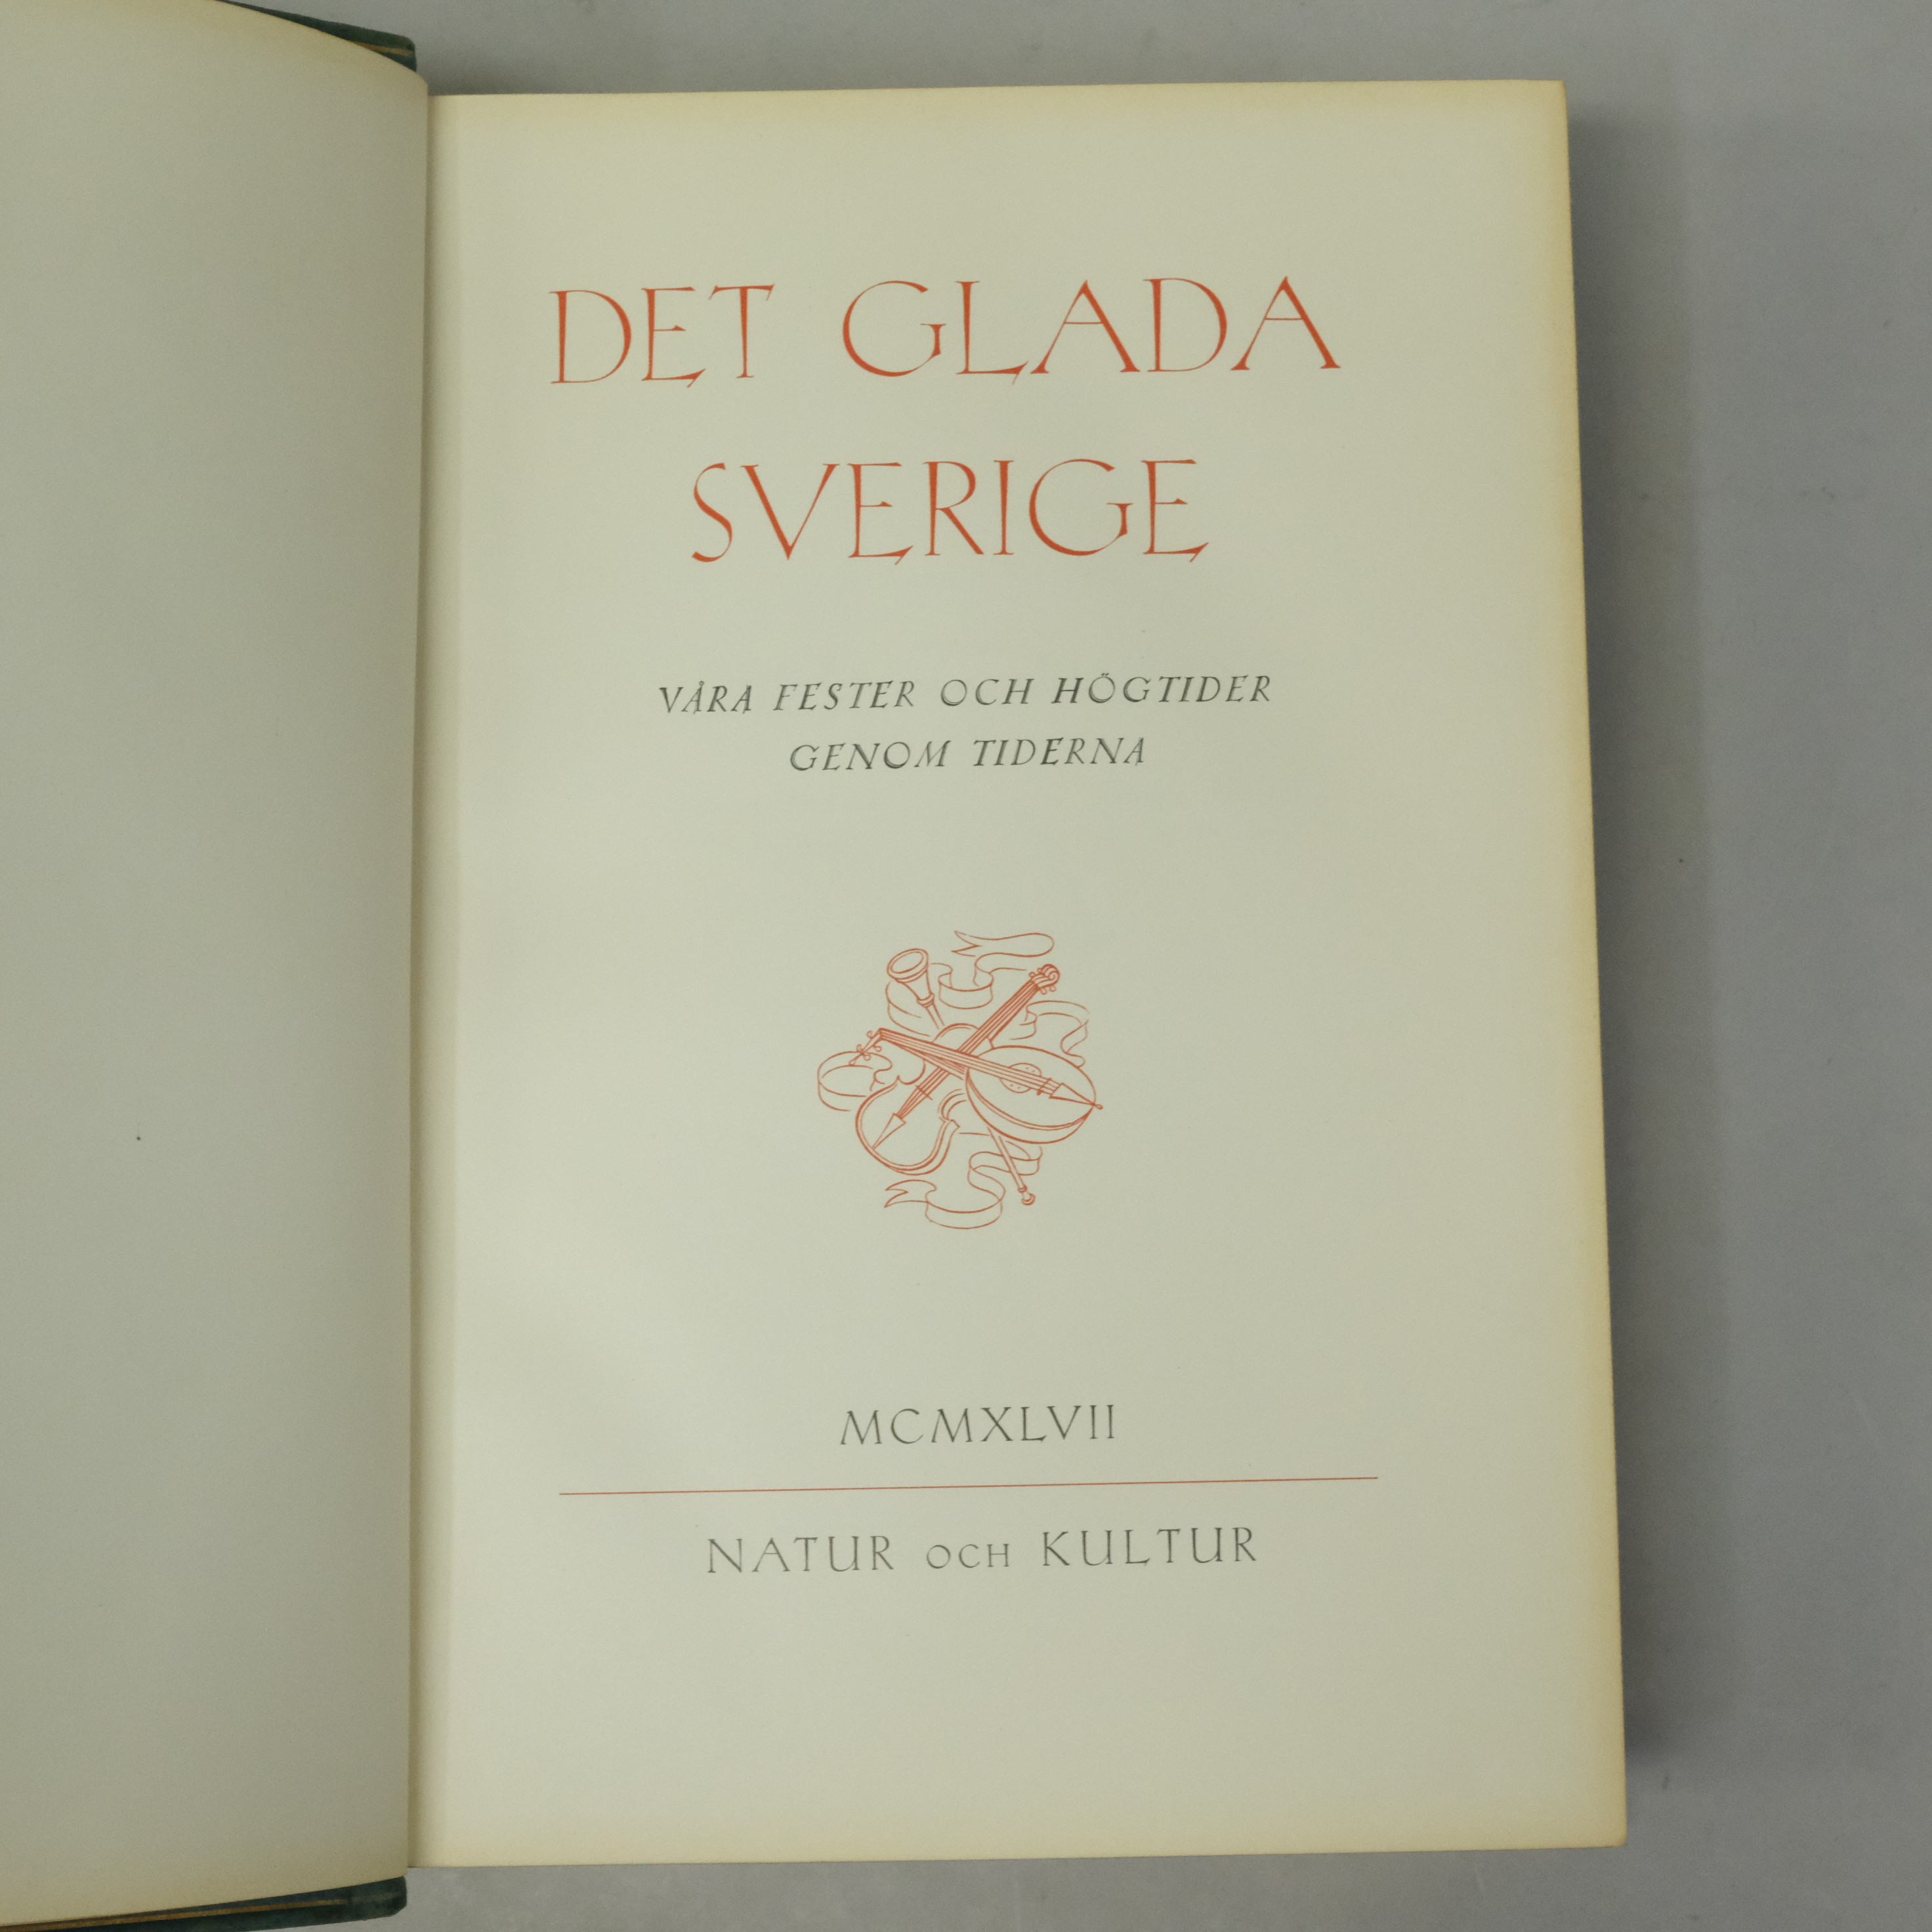 DET GLADA
SVERIGE
VÅRA FESTER OCH HÖGTIDER
GENOM TIDERNA
MCMXLVII
NATUR OCH KULTUR